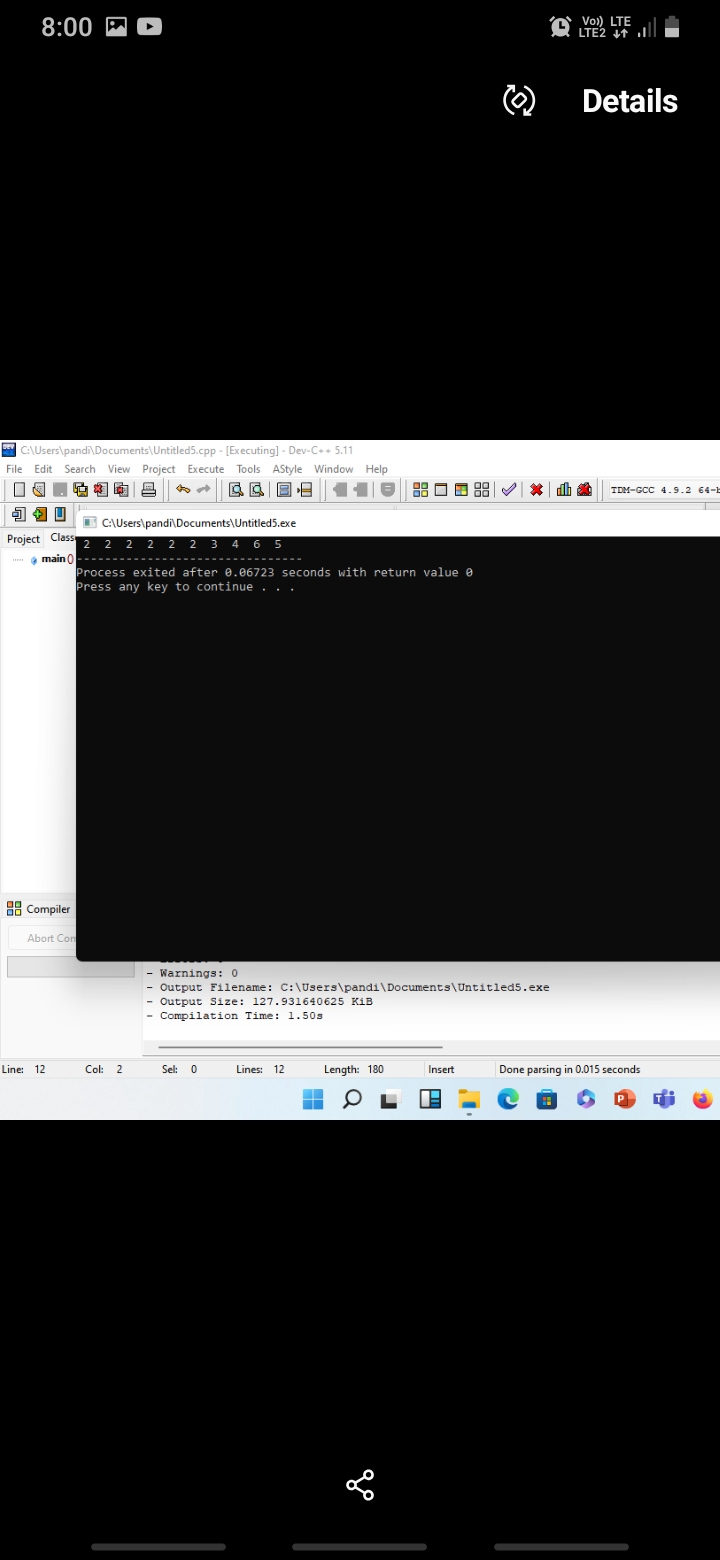 8:00
Vo) LTE
LTE2
Details
C:\Users\pandi\Documents\Untitled5.cpp - [Executing] - Dev-C++ 5.11
File Edit Search View Project Execute Tools AStyle Window Help
TDM-GCC 4.9.2 64-b
C:\Users\pandi\Documents\Untitled5.exe
Project Class
main()
2 2 2 2 2 2 3 4 6 5
--------------------------------
Process exited after 0.06723 seconds with return value 0
Press any key to continue . . .
Compiler
Abort Com
- Warnings: 0
- Output Filename: C:\Users\pandi\Documents\Untitled5.exe
- Output Size: 127.931640625 KiB
- Compilation Time: 1.50s
Line: 12 Col: 2 Sel: 0 Lines: 12 Length: 180 Insert Done parsing in 0.015 seconds